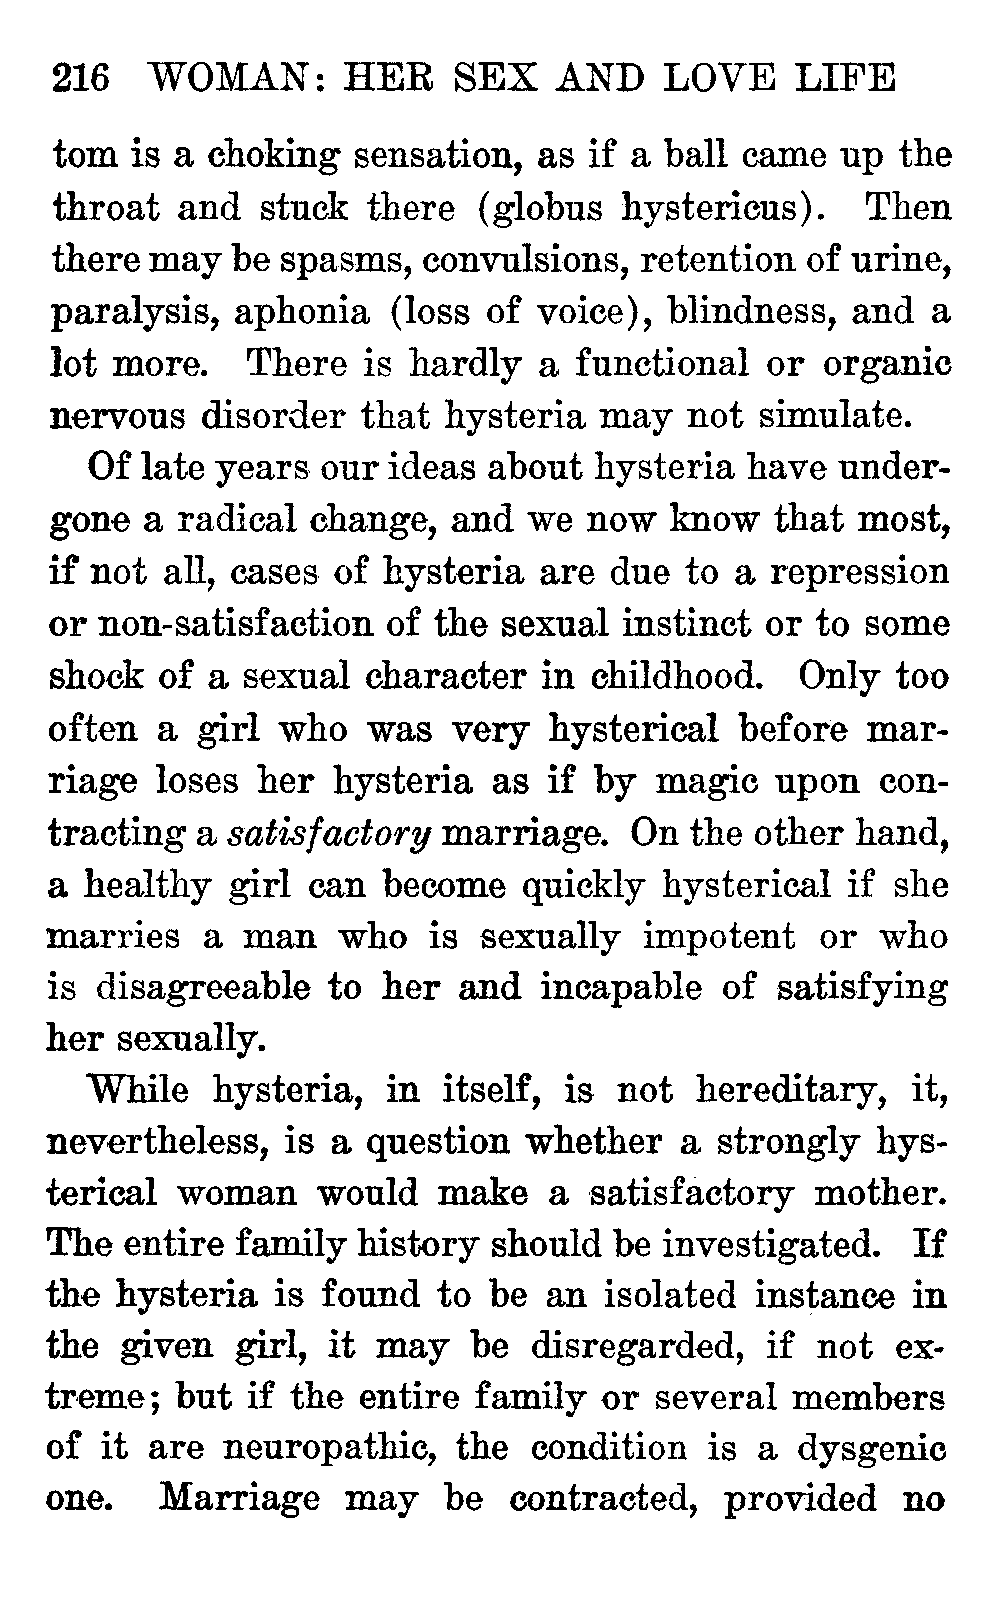 216 WOMAN: HER SEX AND LOVE LIFE
tom is a choking sensation, as if a ball came up the
throat and stuck there (globus hystericus). Then
there may be spasms, convulsions, retention of urine,
paralysis, aphonia (loss of voice), blindness, and a
lot more. There is hardly a functional or organic
nervous disorder that hysteria may not simulate.
Of late years our ideas about hysteria have under-
gone a radical change, and we now know that most,
if not all, cases of hysteria are due to a repression
or non-satisfaction of the sexual instinct or to some
shock of a sexual character in childhood. Only too
often a girl who was very hysterical before mar-
riage loses her hysteria as if by magic upon con-
tracting a satisfactory marriage. On the other hand,
a healthy girl can become quickly hysterical if she
marries a man who is sexually impotent or who
is disagreeable to her and incapable of satisfying
her sexually.
While hysteria, in itself, is not hereditary, it,
nevertheless, is a question whether a strongly hys-
terical woman would make a satisfactory mother.
The entire family history should be investigated. If
the hysteria is found to be an isolated instance in
the given girl, it may be disregarded, if not ex-
treme; but if the entire family or several members
of it are neuropathic, the condition is a dysgenic
one. Marriage may be contracted, provided no